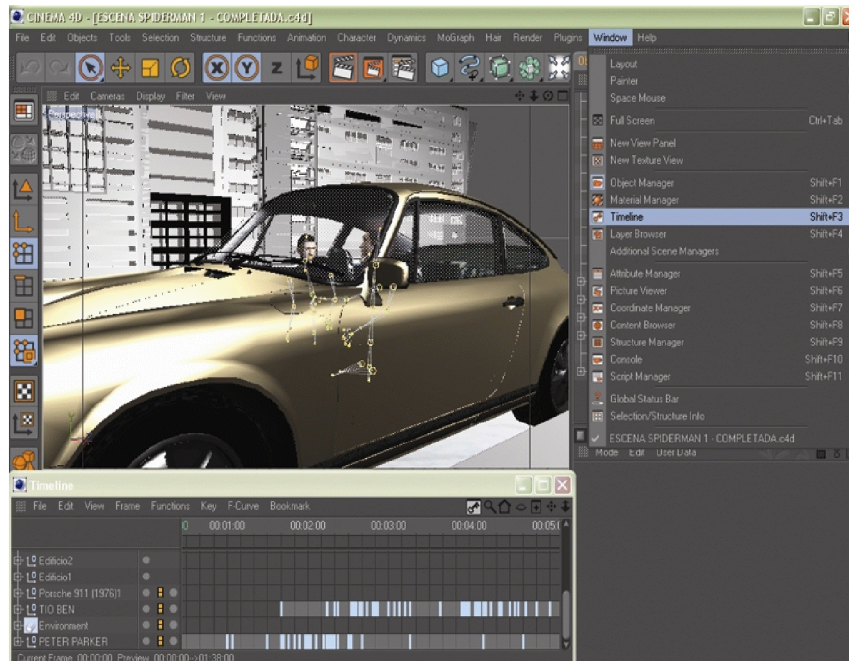 CINEMA 4D - [ESCENA SPIDERMAN 1 - COMPLETADA.c4d]
File Edit Objects Tools Selection Structure Functions Animation Character Dynamics MoGraph Hair Render Plugins Window Help
X Y Z
Edit Cameras Display Filter View
Perspective
Layout
Painter
Space Mouse
Full Screen Ctrl+Tab
New View Panel
New Texture View
Object Manager Shift+F1
Material Manager Shift+F2
Timeline Shift+F3
Layer Browser Shift+F4
Additional Scene Managers
Attribute Manager Shift+F5
Picture Viewer Shift+F6
Coordinate Manager Shift+F7
Content Browser Shift+F8
Structure Manager Shift+F9
Console Shift+F10
Script Manager Shift+F11
Global Status Bar
Selection/Structure Info
ESCENA SPIDERMAN 1 - COMPLETADA.c4d
Mode Edit User Data
Timeline
File Edit View Frame Functions Key F-Curve Bookmark
0 00:01:00 00:02:00 00:03:00 00:04:00 00:05:
Edificio2
Edificio1
Porsche 911 (1976)1
TIO BEN
Environment
PETER PARKER
Current Frame 00:00:00 Preview 00:00:00->01:38:00